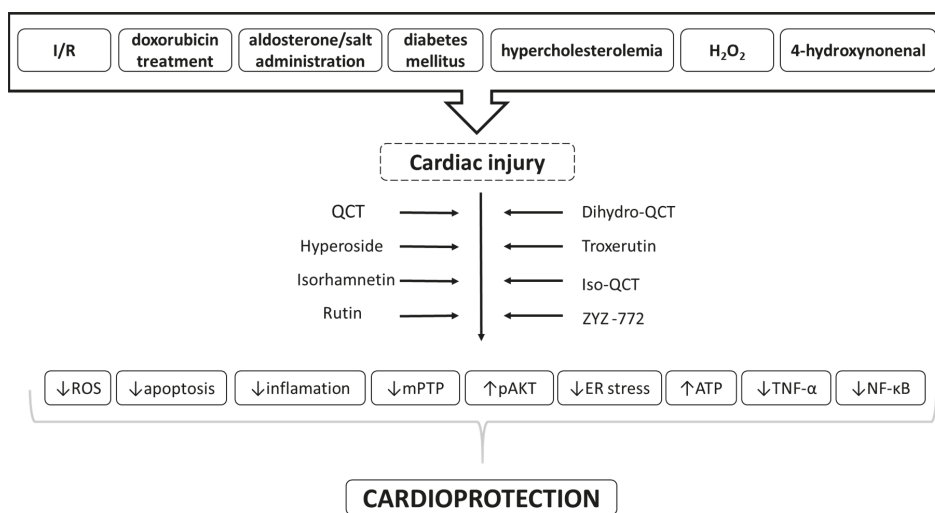 I/R
doxorubicin
treatment
aldosterone/salt
administration
diabetes
mellitus
hypercholesterolemia
H₂O₂
4-hydroxynonenal
Cardiac injury
QCT
Dihydro-QCT
Hyperoside
Troxerutin
Isorhamnetin
Iso-QCT
Rutin
ZYZ-772
↓ROS
↓apoptosis
↓inflamation
↓mPTP
↑pAKT
↓ER stress
↑ATP
↓TNF-α
↓NF-κB
CARDIOPROTECTION